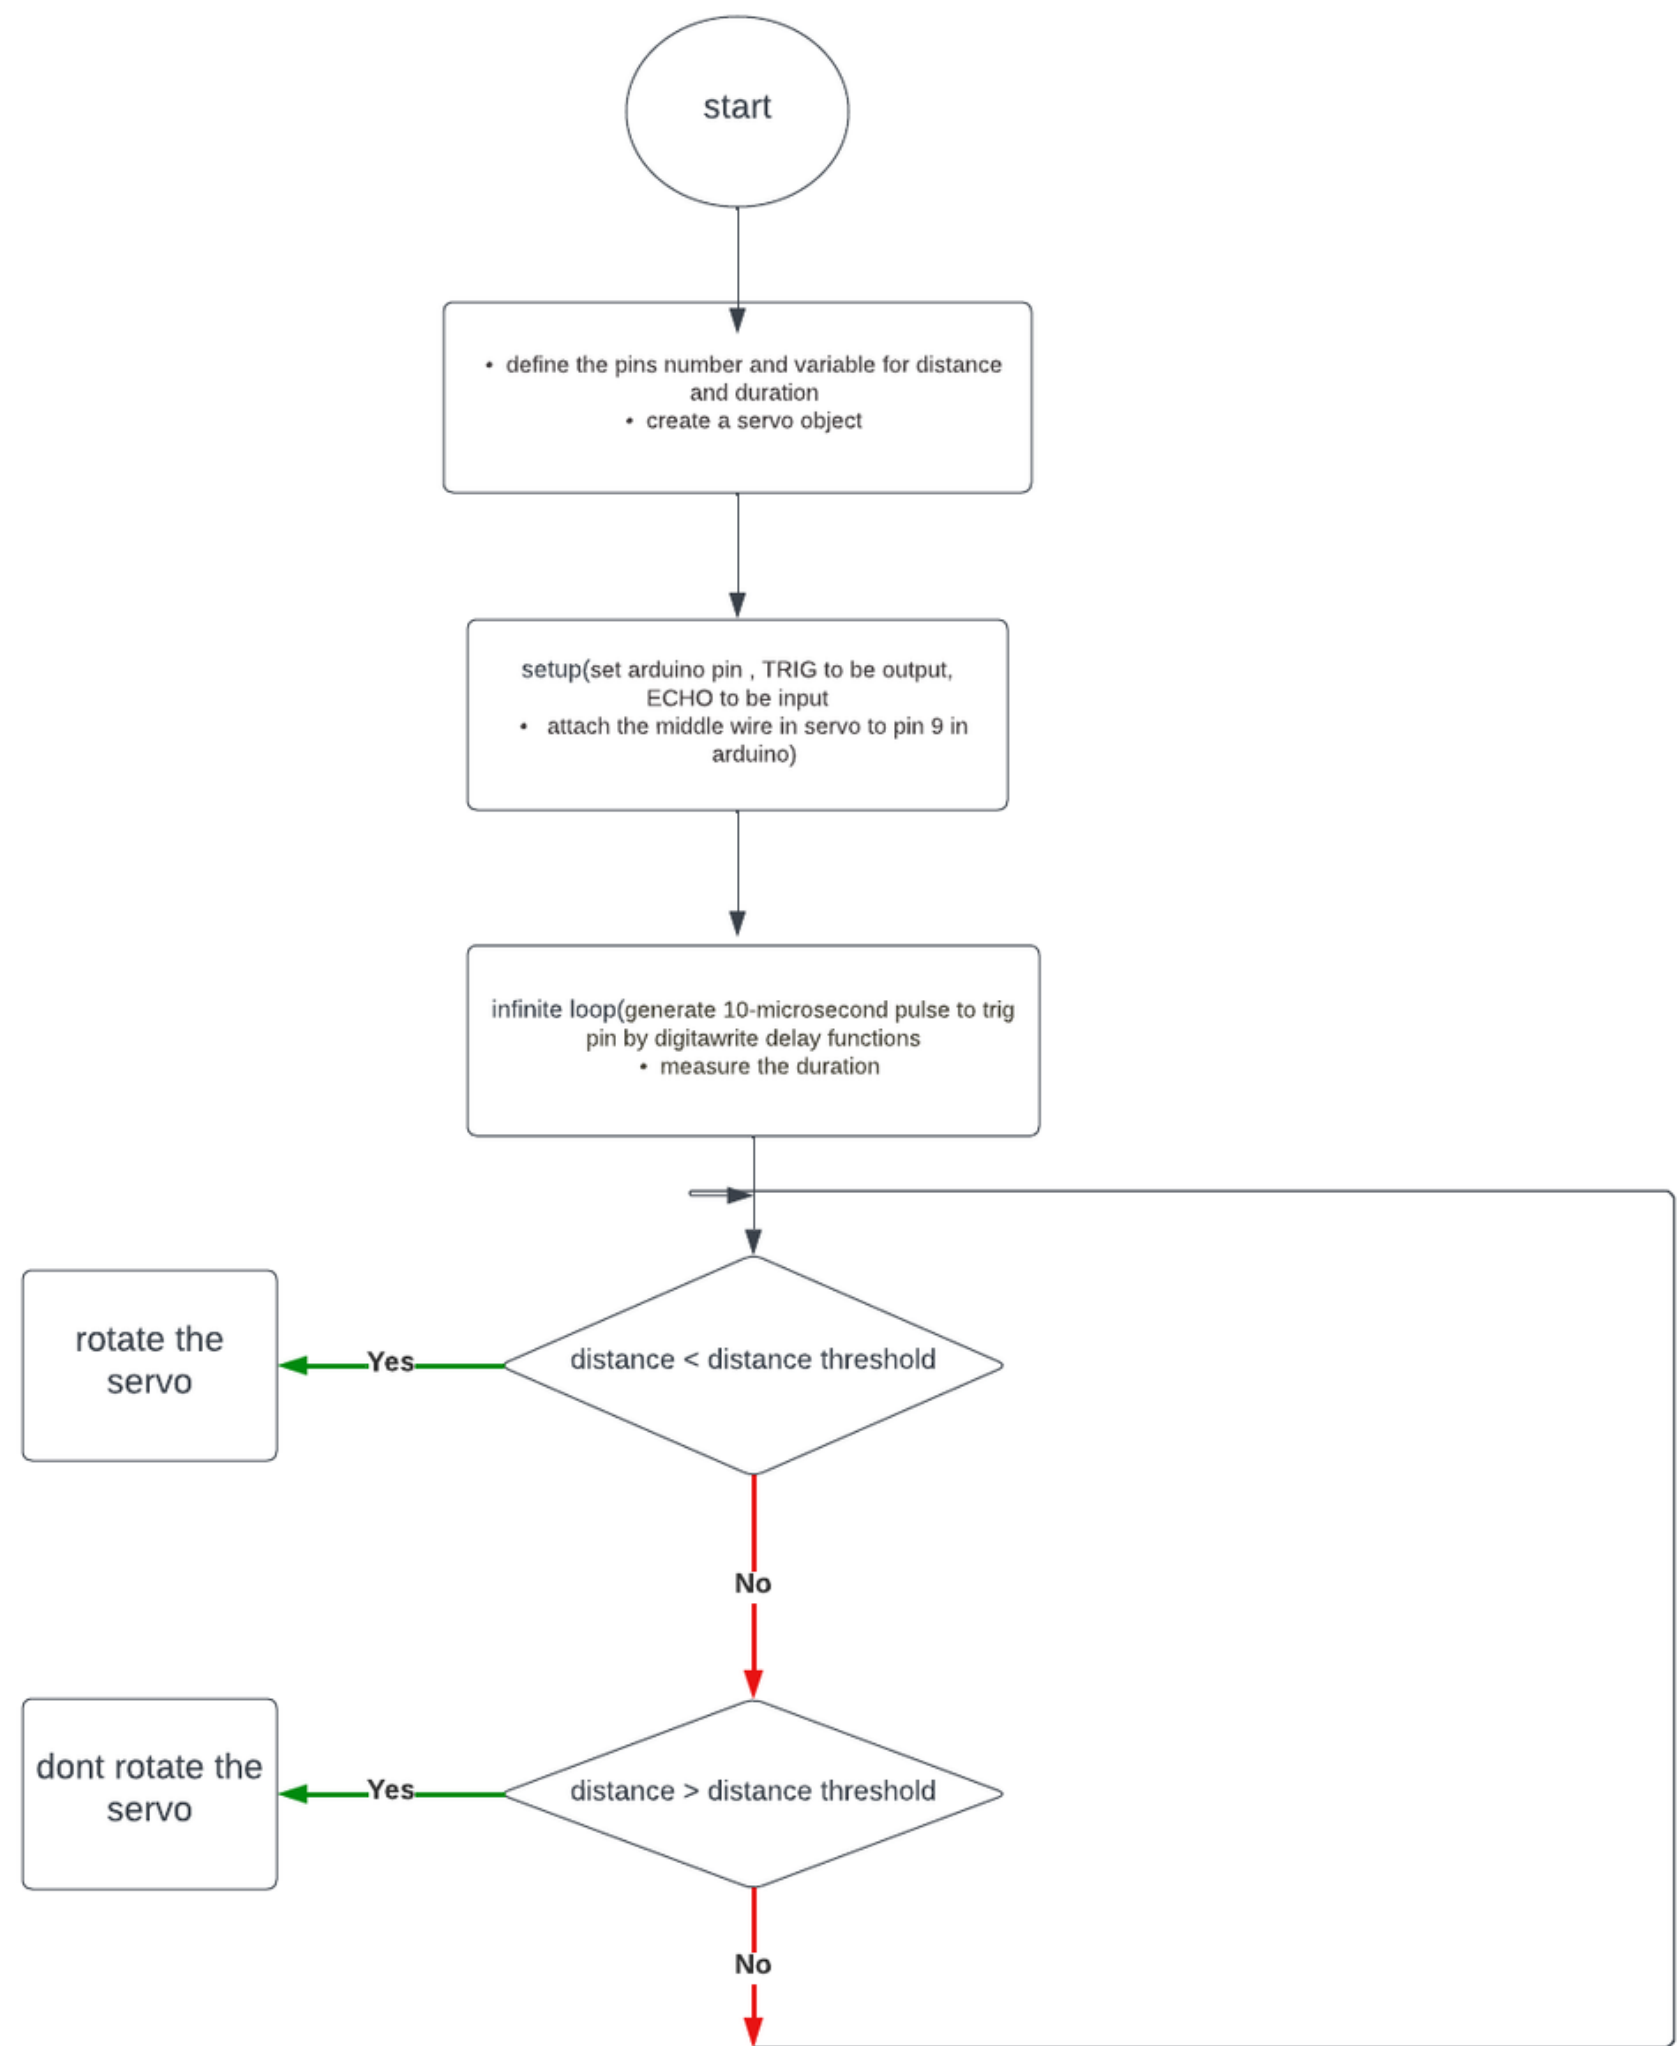 start
• define the pins number and variable for distance
and duration
• create a servo object
setup(set arduino pin , TRIG to be output,
ECHO to be input
• attach the middle wire in servo to pin 9 in
arduino)
infinite loop(generate 10-microsecond pulse to trig
pin by digitawrite delay functions
• measure the duration
distance < distance threshold
Yes
rotate the
servo
No
distance > distance threshold
Yes
dont rotate the
servo
No